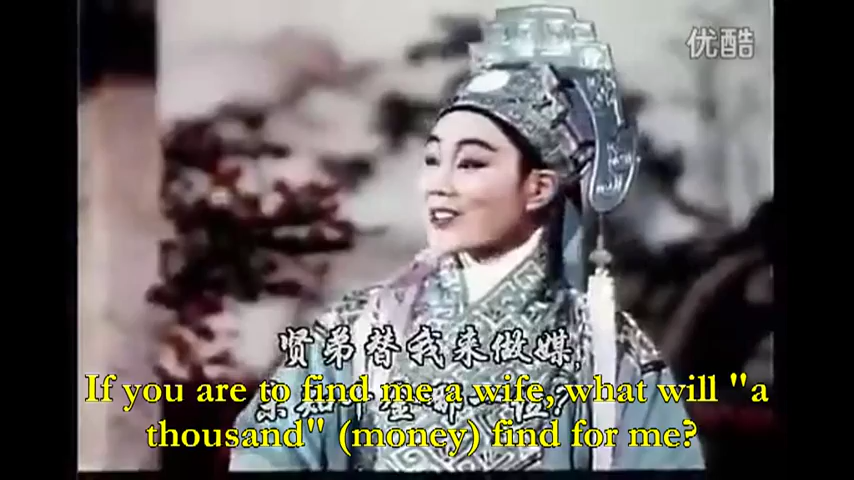 优酷
贤弟替我来做媒,
If you are to find me a wife, what will "a
thousand" (money) find for me?